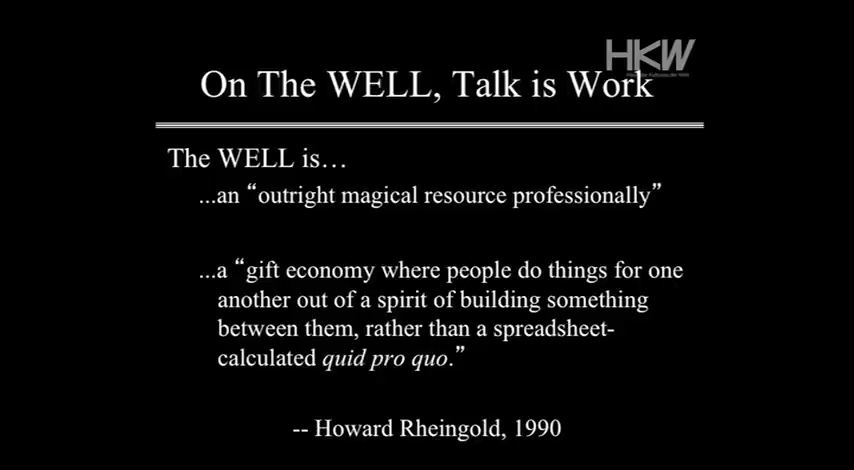 HKW
On The WELL, Talk is Work
The WELL is…
...an “outright magical resource professionally”
...a “gift economy where people do things for one
another out of a spirit of building something
between them, rather than a spreadsheet-
calculated quid pro quo.”
-- Howard Rheingold, 1990